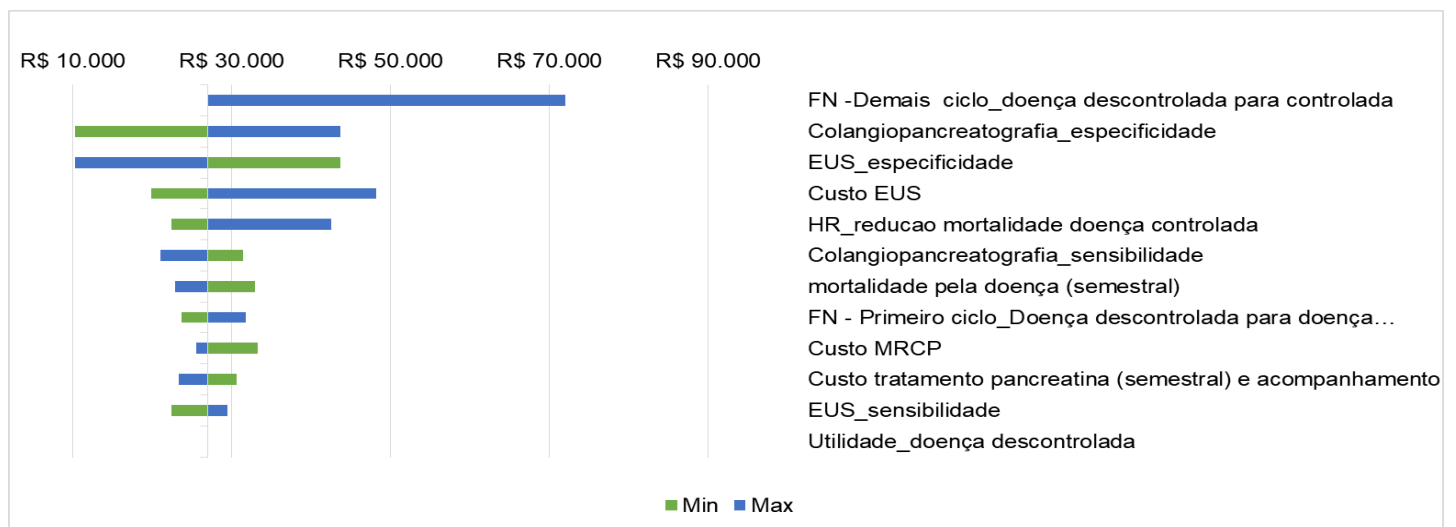 R$ 10.000 R$ 30.000 R$ 50.000 R$ 70.000 R$ 90.000
FN -Demais ciclo_doença descontrolada para controlada
Colangiopancreatografia_especificidade
EUS_especificidade
Custo EUS
HR_reducao mortalidade doença controlada
Colangiopancreatografia_sensibilidade
mortalidade pela doença (semestral)
FN - Primeiro ciclo_Doença descontrolada para doença…
Custo MRCP
Custo tratamento pancreatina (semestral) e acompanhamento
EUS_sensibilidade
Utilidade_doença descontrolada
Min Max